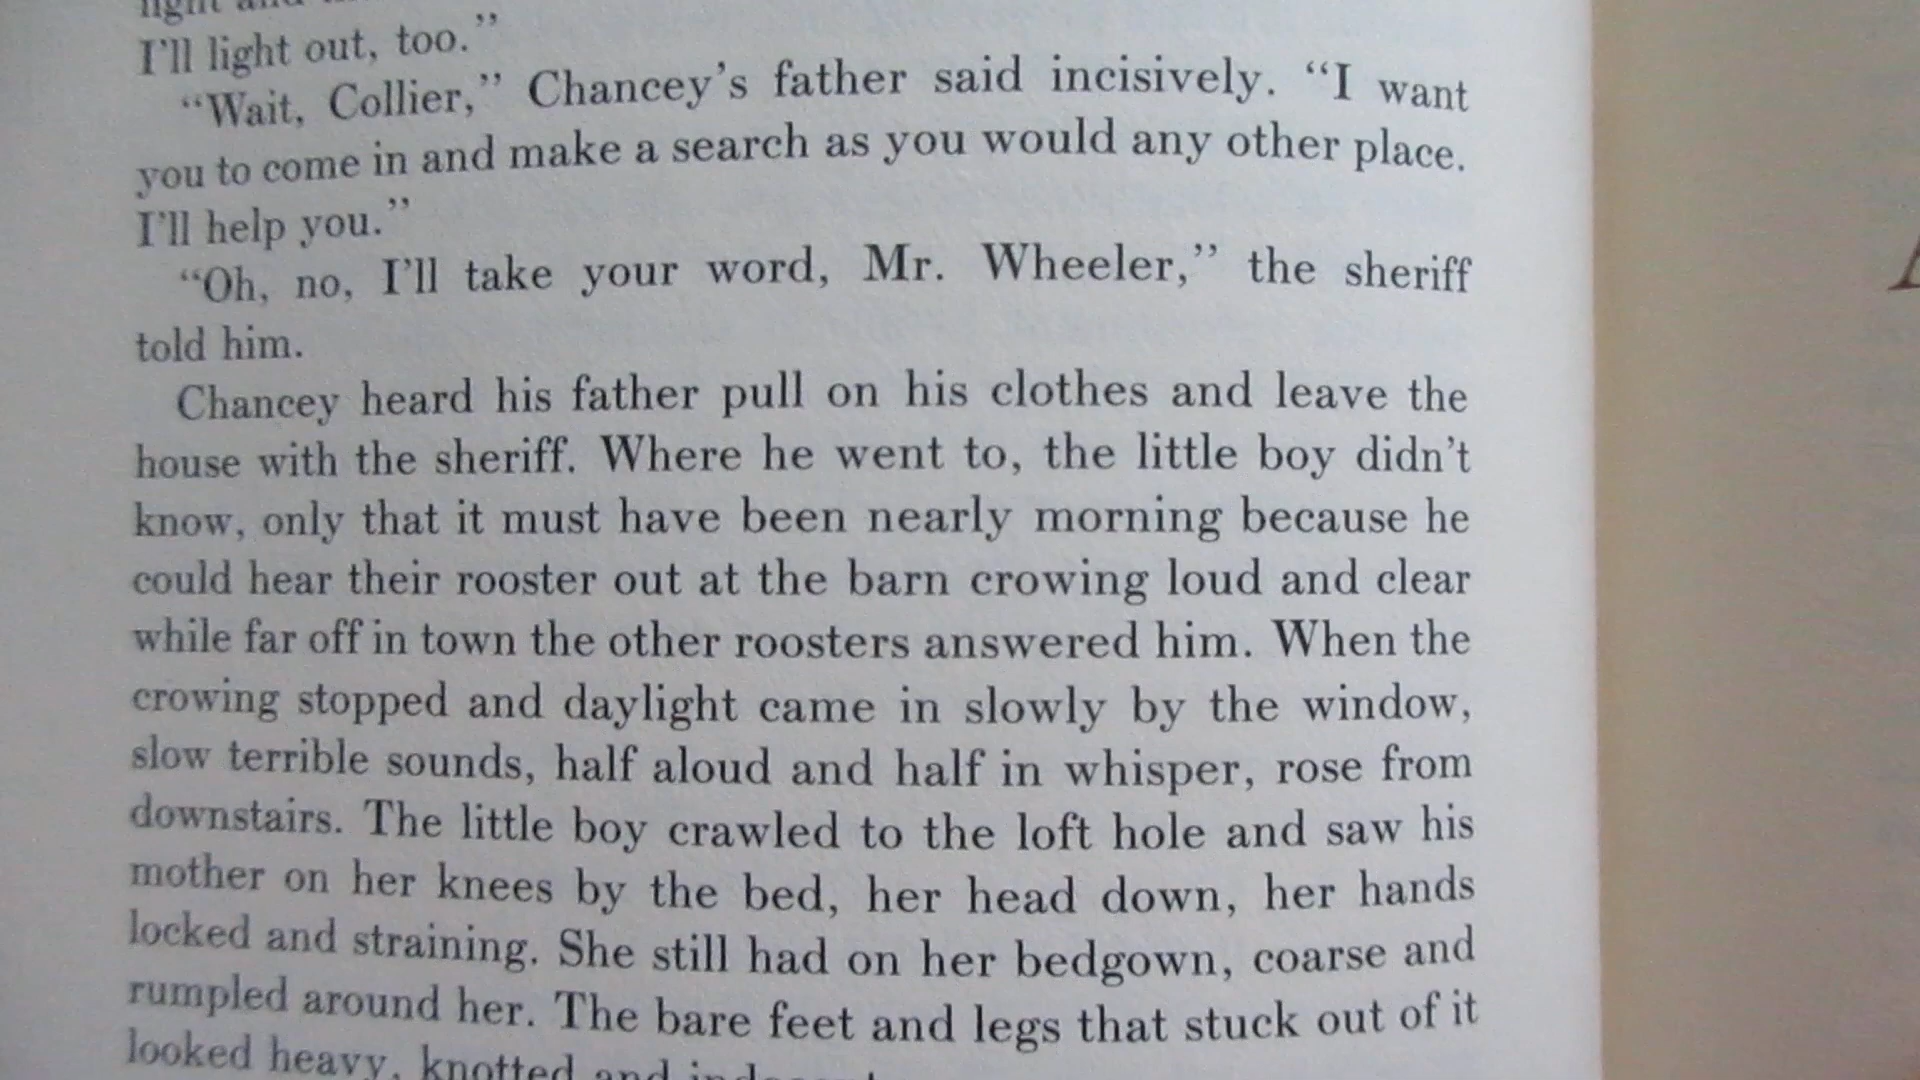 I'll light out, too.”
“Wait, Collier,” Chancey's father said incisively. “I want
you to come in and make a search as you would any other place.
I'll help you.”
“Oh, no, I'll take your word, Mr. Wheeler,” the sheriff
told him.
Chancey heard his father pull on his clothes and leave the
house with the sheriff. Where he went to, the little boy didn't
know, only that it must have been nearly morning because he
could hear their rooster out at the barn crowing loud and clear
while far off in town the other roosters answered him. When the
crowing stopped and daylight came in slowly by the window,
slow terrible sounds, half aloud and half in whisper, rose from
downstairs. The little boy crawled to the loft hole and saw his
mother on her knees by the bed, her head down, her hands
locked and straining. She still had on her bedgown, coarse and
rumpled around her. The bare feet and legs that stuck out of it
looked heavy, knotted and